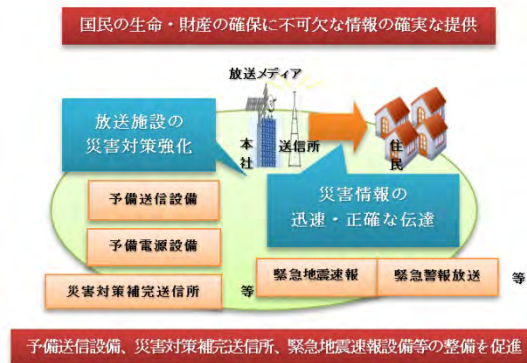 国民の生命・財産の確保に不可欠な情報の確実な提供
放送メディア
放送施設の
災害対策強化
本社
送信所
住民
災害情報の
迅速・正確な伝達
予備送信設備
予備電源設備
災害対策補完送信所
等
緊急地震速報
緊急警報放送
等
予備送信設備、災害対策補完送信所、緊急地震速報設備等の整備を促進